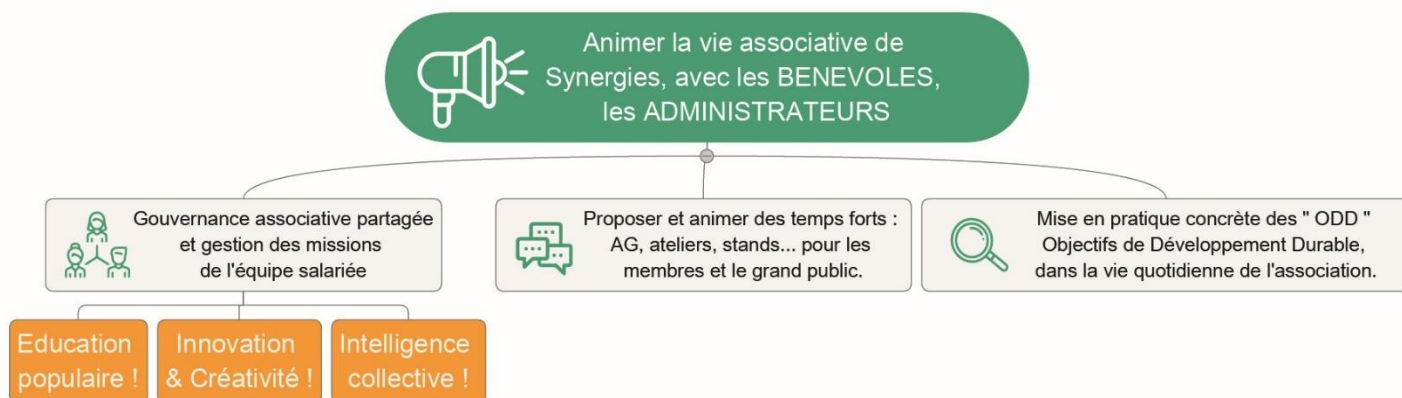 Animer la vie associative de
Synergies, avec les BENEVOLES,
les ADMINISTRATEURS
Gouvernance associative partagée
et gestion des missions
de l'équipe salariée
Proposer et animer des temps forts :
AG, ateliers, stands... pour les
membres et le grand public.
Mise en pratique concrète des " ODD "
Objectifs de Développement Durable,
dans la vie quotidienne de l'association.
Education
populaire !
Innovation
& Créativité !
Intelligence
collective !